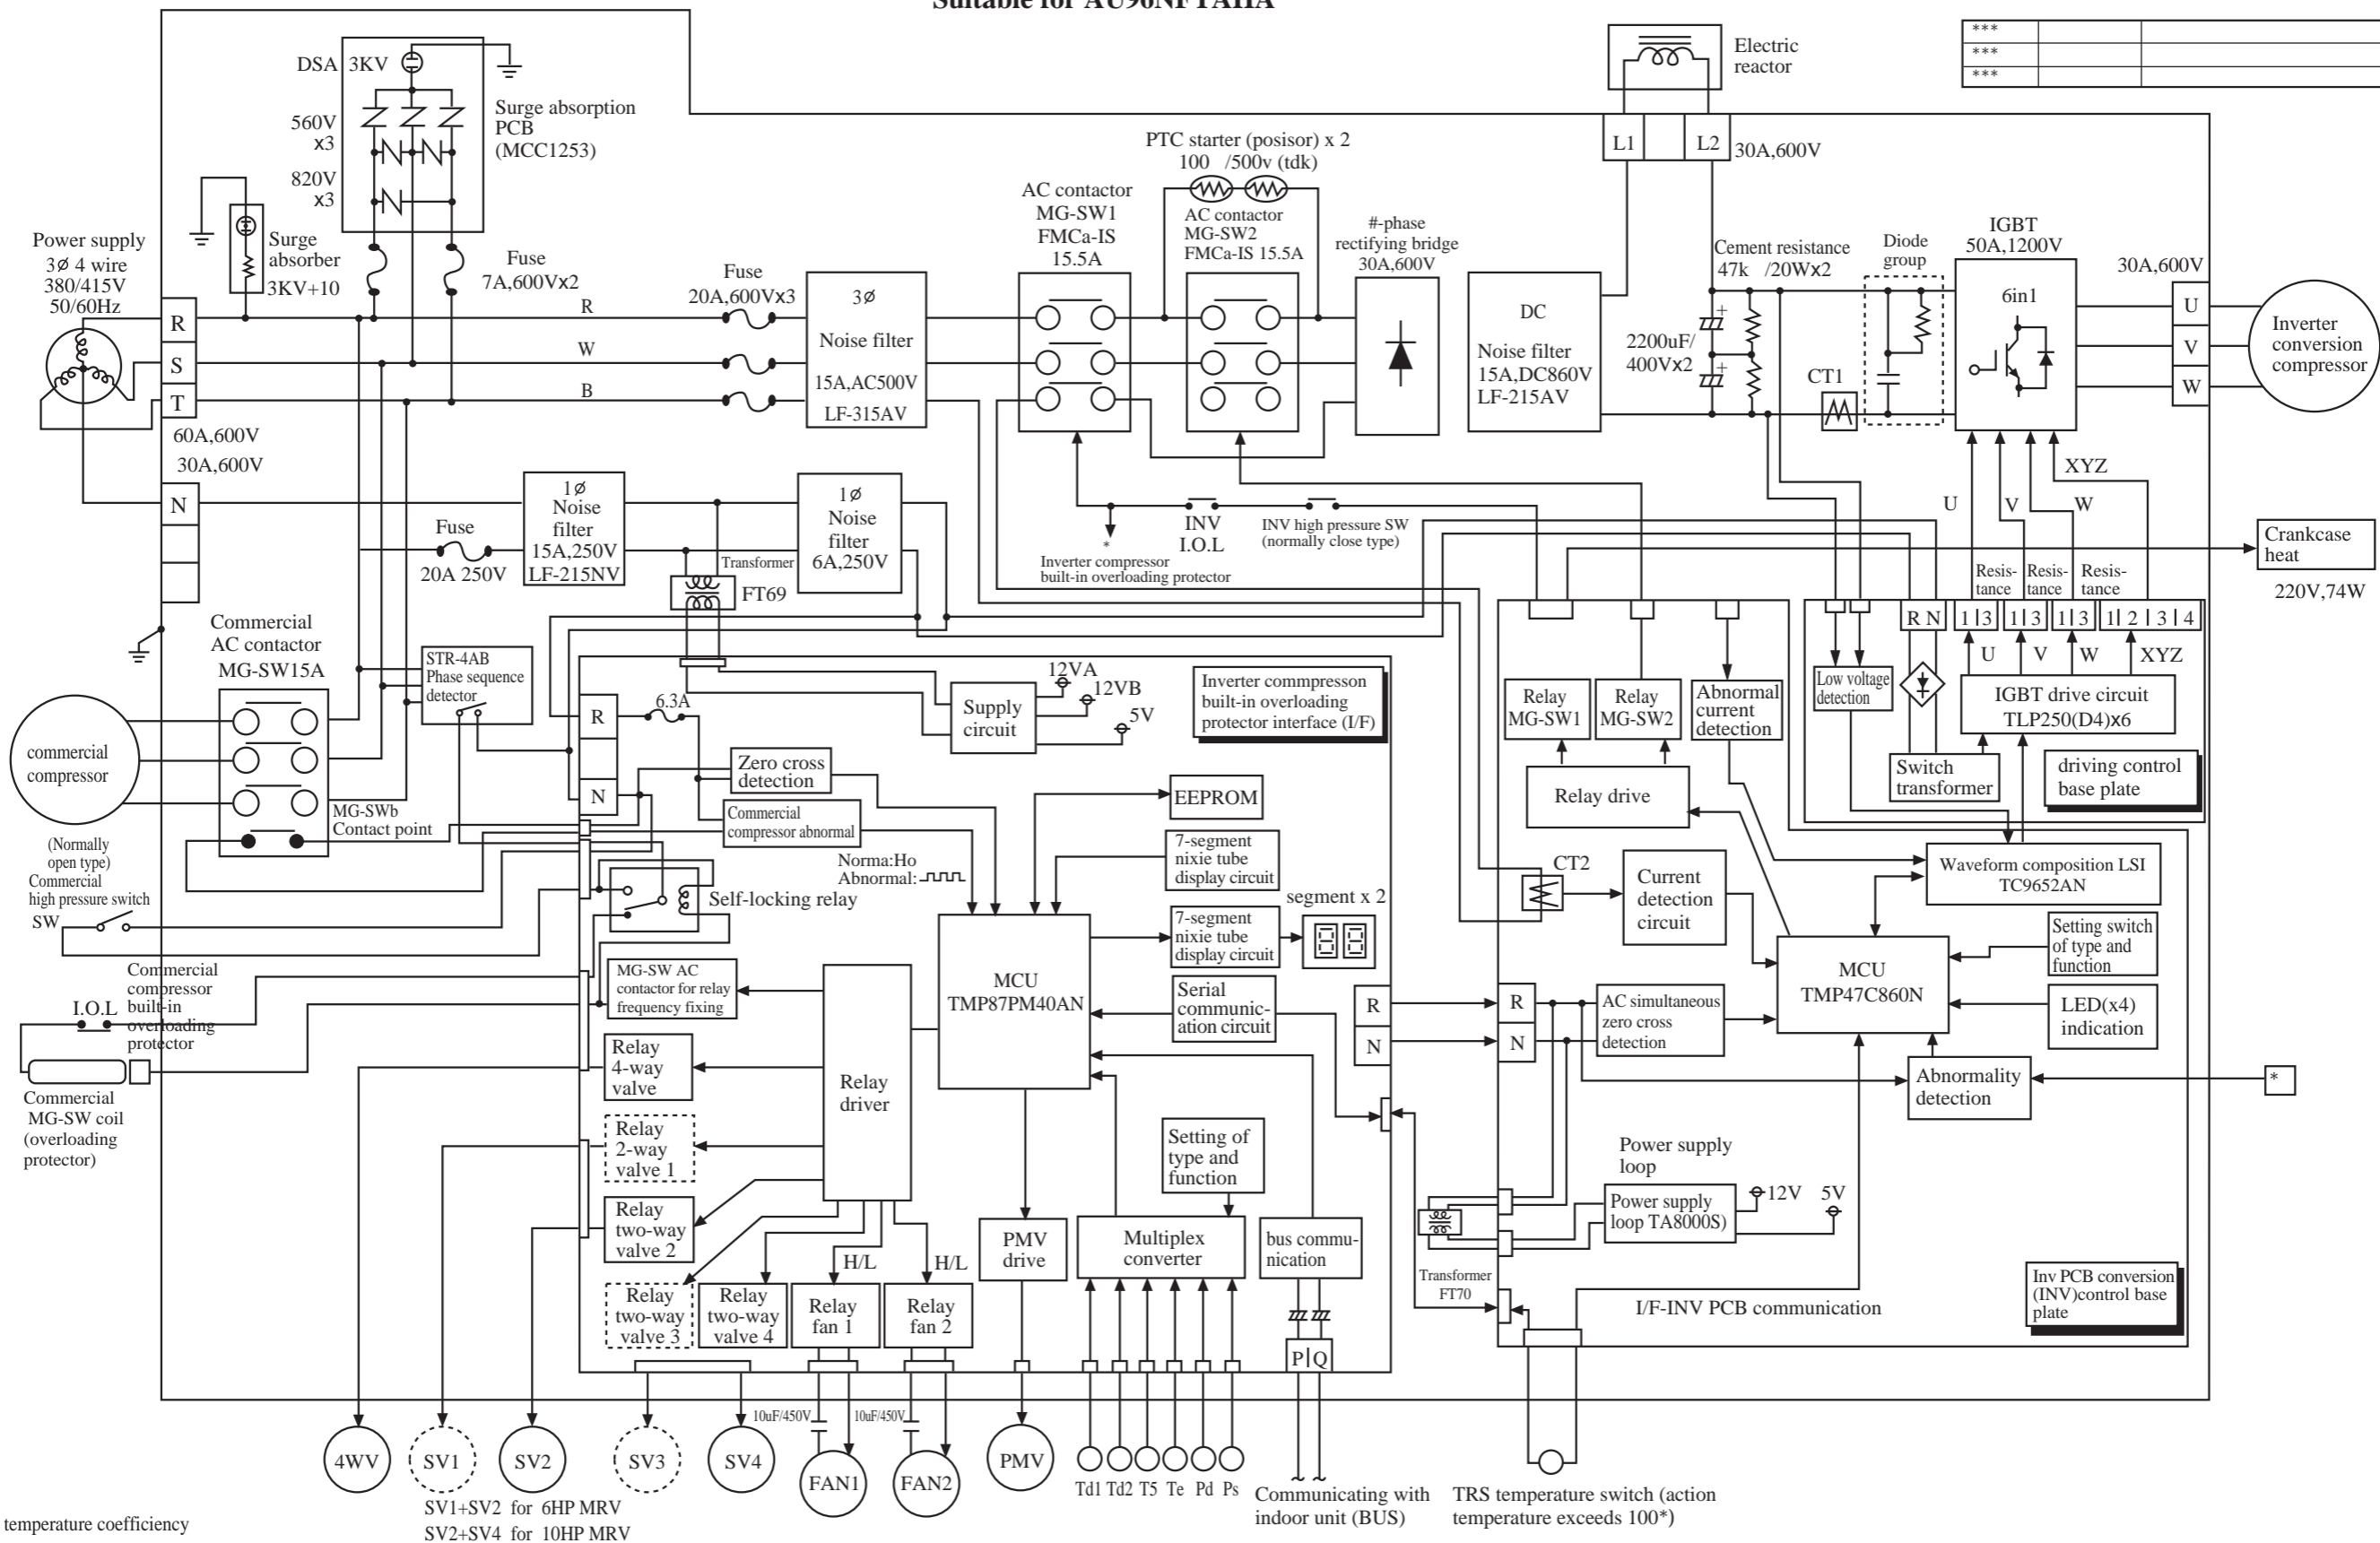 Suitable for AU96NFTAHA
***
***
***
Electric
reactor
DSA
3KV
Surge absorption
PCB
(MCC1253)
560V
x3
820V
x3
L1
L2
30A,600V
PTC starter (posisor) x 2
100 /500v (tdk)
AC contactor
MG-SW1
FMCa-IS
15.5A
AC contactor
MG-SW2
FMCa-IS 15.5A
#-phase
rectifying bridge
30A,600V
Power supply
3Ø 4 wire
380/415V
50/60Hz
Surge
absorber
3KV+10
Fuse
7A,600Vx2
Fuse
20A,600Vx3
Cement resistance
47k /20Wx2
Diode
group
IGBT
50A,1200V
6in1
30A,600V
R
S
T
R
W
B
3Ø
Noise filter
15A,AC500V
LF-315AV
DC
Noise filter
15A,DC860V
LF-215AV
2200uF/
400Vx2
+
+
CT1
U
V
W
Inverter
conversion
compressor
60A,600V
30A,600V
N
Fuse
20A 250V
1Ø
Noise
filter
15A,250V
LF-215NV
Transformer
FT69
1Ø
Noise
filter
6A,250V
*
INV
I.O.L
INV high pressure SW
(normally close type)
Inverter compressor
built-in overloading protector
U
V
W
XYZ
Crankcase
heat
220V,74W
Resis-
tance
Resis-
tance
Resis-
tance
R N
1|3
1|3
1|3
1| 2 | 3 | 4
U
V
W
XYZ
Commercial
AC contactor
MG-SW15A
STR-4AB
Phase sequence
detector
commercial
compressor
MG-SWb
Contact point
(Normally
open type)
Commercial
high pressure switch
SW
R
N
6.3A
Supply
circuit
12VA
12VB
5V
Inverter commpresson
built-in overloading
protector interface (I/F)
Relay
MG-SW1
Relay
MG-SW2
Abnormal
current
detection
Low voltage
detection
IGBT drive circuit
TLP250(D4)x6
Relay drive
Switch
transformer
driving control
base plate
Zero cross
detection
Commercial
compressor abnormal
Norma:Ho
Abnormal:
EEPROM
7-segment
nixie tube
display circuit
7-segment
nixie tube
display circuit
segment x 2
Self-locking relay
CT2
Current
detection
circuit
Waveform composition LSI
TC9652AN
Setting switch
of type and
function
Commercial
compressor
built-in
overloading
protector
I.O.L
MG-SW AC
contactor for relay
frequency fixing
MCU
TMP87PM40AN
Serial
communic-
ation circuit
R
N
R
N
AC simultaneous
zero cross
detection
MCU
TMP47C860N
LED(x4)
indication
Commercial
MG-SW coil
(overloading
protector)
Relay
4-way
valve
Relay
driver
Abnormality
detection
*
Relay
2-way
valve 1
Setting of
type and
function
Power supply
loop
Power supply
loop TA8000S)
12V
5V
Relay
two-way
valve 2
H/L
H/L
PMV
drive
Multiplex
converter
bus commu-
nication
Transformer
FT70
Relay
two-way
valve 3
Relay
two-way
valve 4
Relay
fan 1
Relay
fan 2
I/F-INV PCB communication
Inv PCB conversion
(INV)control base
plate
P|Q
10uF/450V
10uF/450V
4WV
SV1
SV2
SV3
SV4
FAN1
FAN2
PMV
Td1 Td2 T5 Te Pd Ps
Communicating with
indoor unit (BUS)
TRS temperature switch (action
temperature exceeds 100*)
SV1+SV2 for 6HP MRV
SV2+SV4 for 10HP MRV
temperature coefficiency